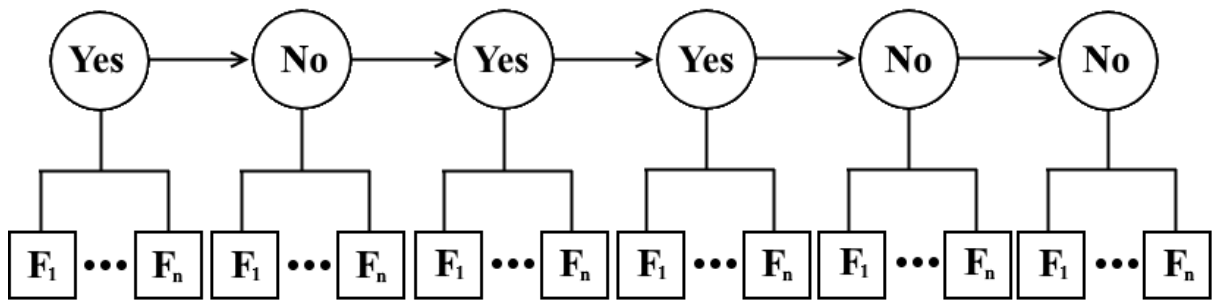 Yes No Yes Yes No No
F₁ ••• Fₙ F₁ ••• Fₙ F₁ ••• Fₙ F₁ ••• Fₙ F₁ ••• Fₙ F₁ ••• Fₙ